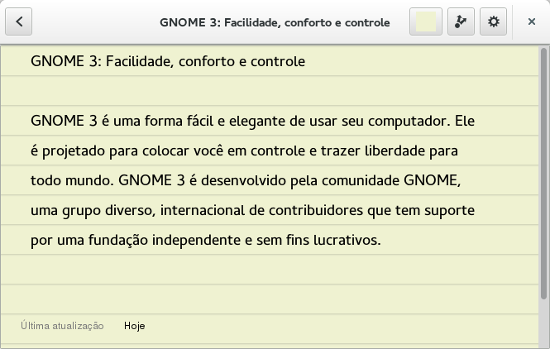 GNOME 3: Facilidade, conforto e controle
GNOME 3: Facilidade, conforto e controle
GNOME 3 é uma forma fácil e elegante de usar seu computador. Ele
é projetado para colocar você em controle e trazer liberdade para
todo mundo. GNOME 3 é desenvolvido pela comunidade GNOME,
uma grupo diverso, internacional de contribuidores que tem suporte
por uma fundação independente e sem fins lucrativos.
Última atualização Hoje